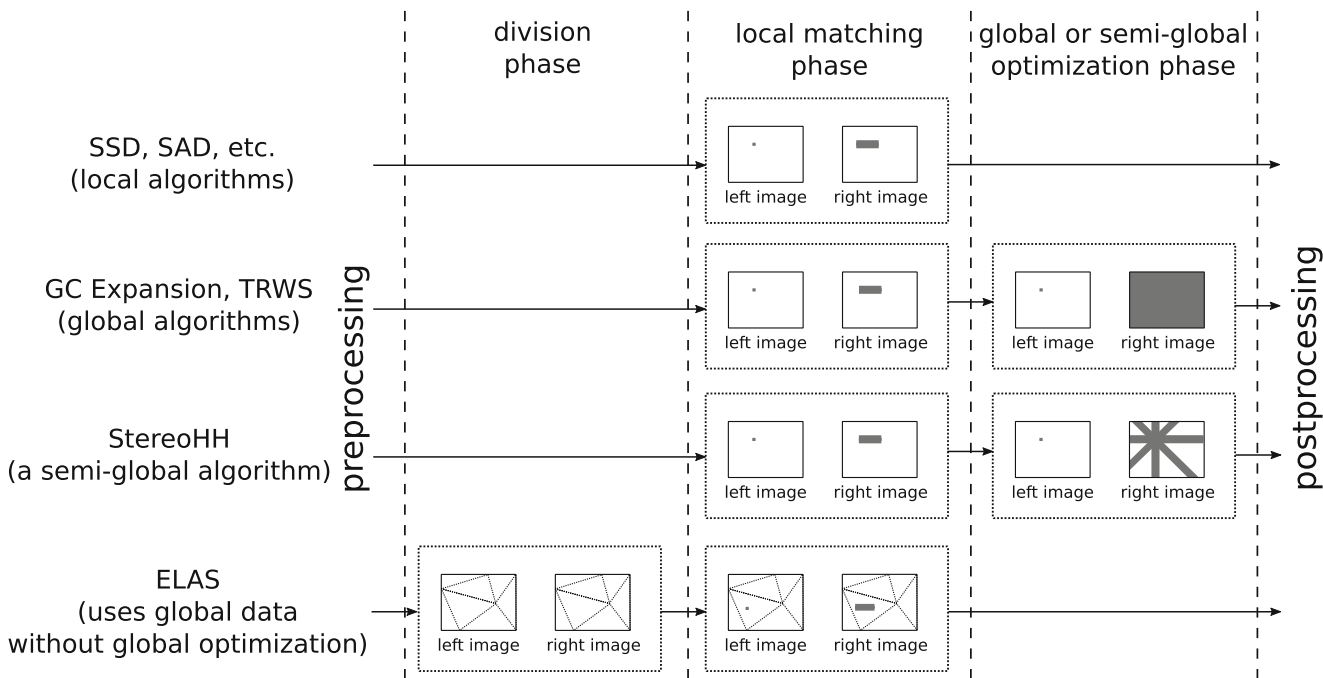 division
phase
local matching
phase
global or semi-global
optimization phase
SSD, SAD, etc.
(local algorithms)
left image
right image
preprocessing
GC Expansion, TRWS
(global algorithms)
left image
right image
left image
right image
postprocessing
StereoHH
(a semi-global algorithm)
left image
right image
left image
right image
ELAS
(uses global data
without global optimization)
left image
right image
left image
right image